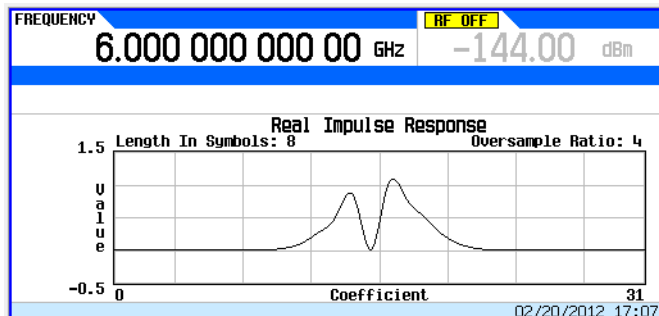 FREQUENCY
6.000 000 000 00 GHz
RF OFF
-144.00 dBm
Real Impulse Response
Length In Symbols: 8
Oversample Ratio: 4
1.5
Value
-0.5
0
Coefficient
31
02/20/2012 17:07